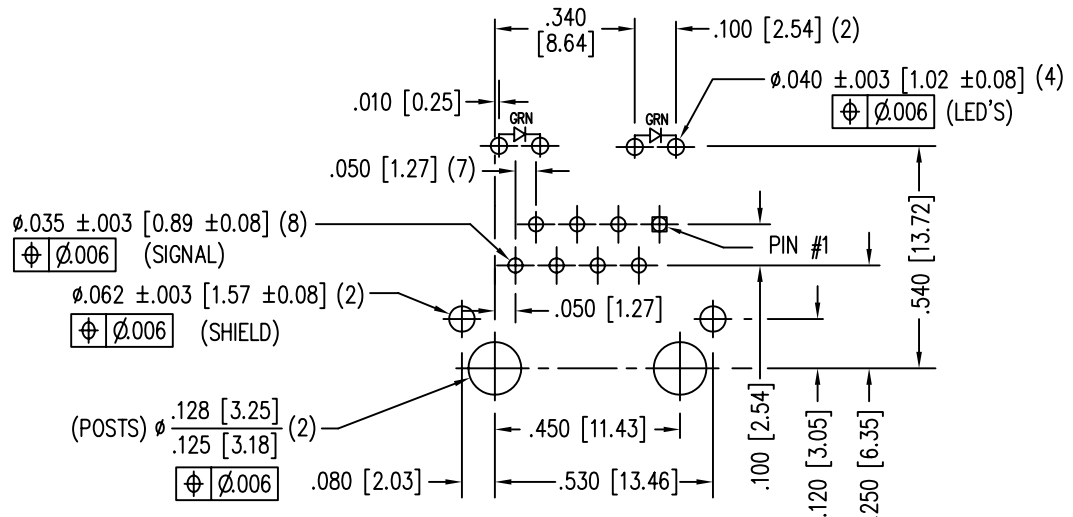 .340
[8.64]
.100 [2.54] (2)
.010 [0.25]
GRN
GRN
ø.040 ±.003 [1.02 ±0.08] (4)
⌖ Ø.006 (LED'S)
.050 [1.27] (7)
ø.035 ±.003 [0.89 ±0.08] (8)
⌖ Ø.006 (SIGNAL)
PIN #1
.540 [13.72]
ø.062 ±.003 [1.57 ±0.08] (2)
⌖ Ø.006 (SHIELD)
.050 [1.27]
(POSTS) ø .128 [3.25] (2)
.125 [3.18]
⌖ Ø.006
.450 [11.43]
.080 [2.03]
.530 [13.46]
.100 [2.54]
.120 [3.05]
.250 [6.35]